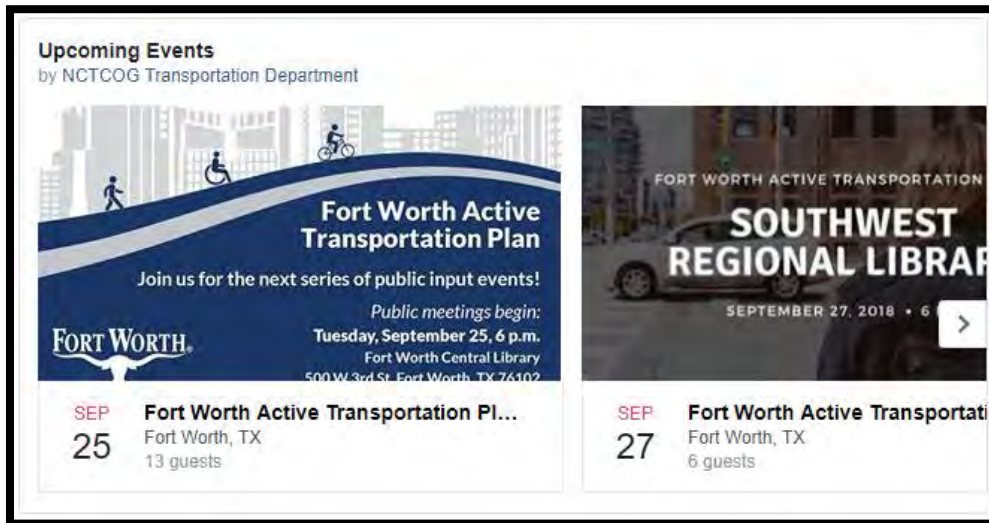 Upcoming Events
by NCTCOG Transportation Department
Fort Worth Active
Transportation Plan
Join us for the next series of public input events!
Public meetings begin:
Tuesday, September 25, 6 p.m.
Fort Worth Central Library
500 W 3rd St, Fort Worth, TX 76102
FORT WORTH®
SEP
25
Fort Worth Active Transportation Pl...
Fort Worth, TX
13 guests
FORT WORTH ACTIVE TRANSPORTATION
SOUTHWEST
REGIONAL LIBRAR
SEPTEMBER 27, 2018 • 6
SEP
27
Fort Worth Active Transportati
Fort Worth, TX
6 guests